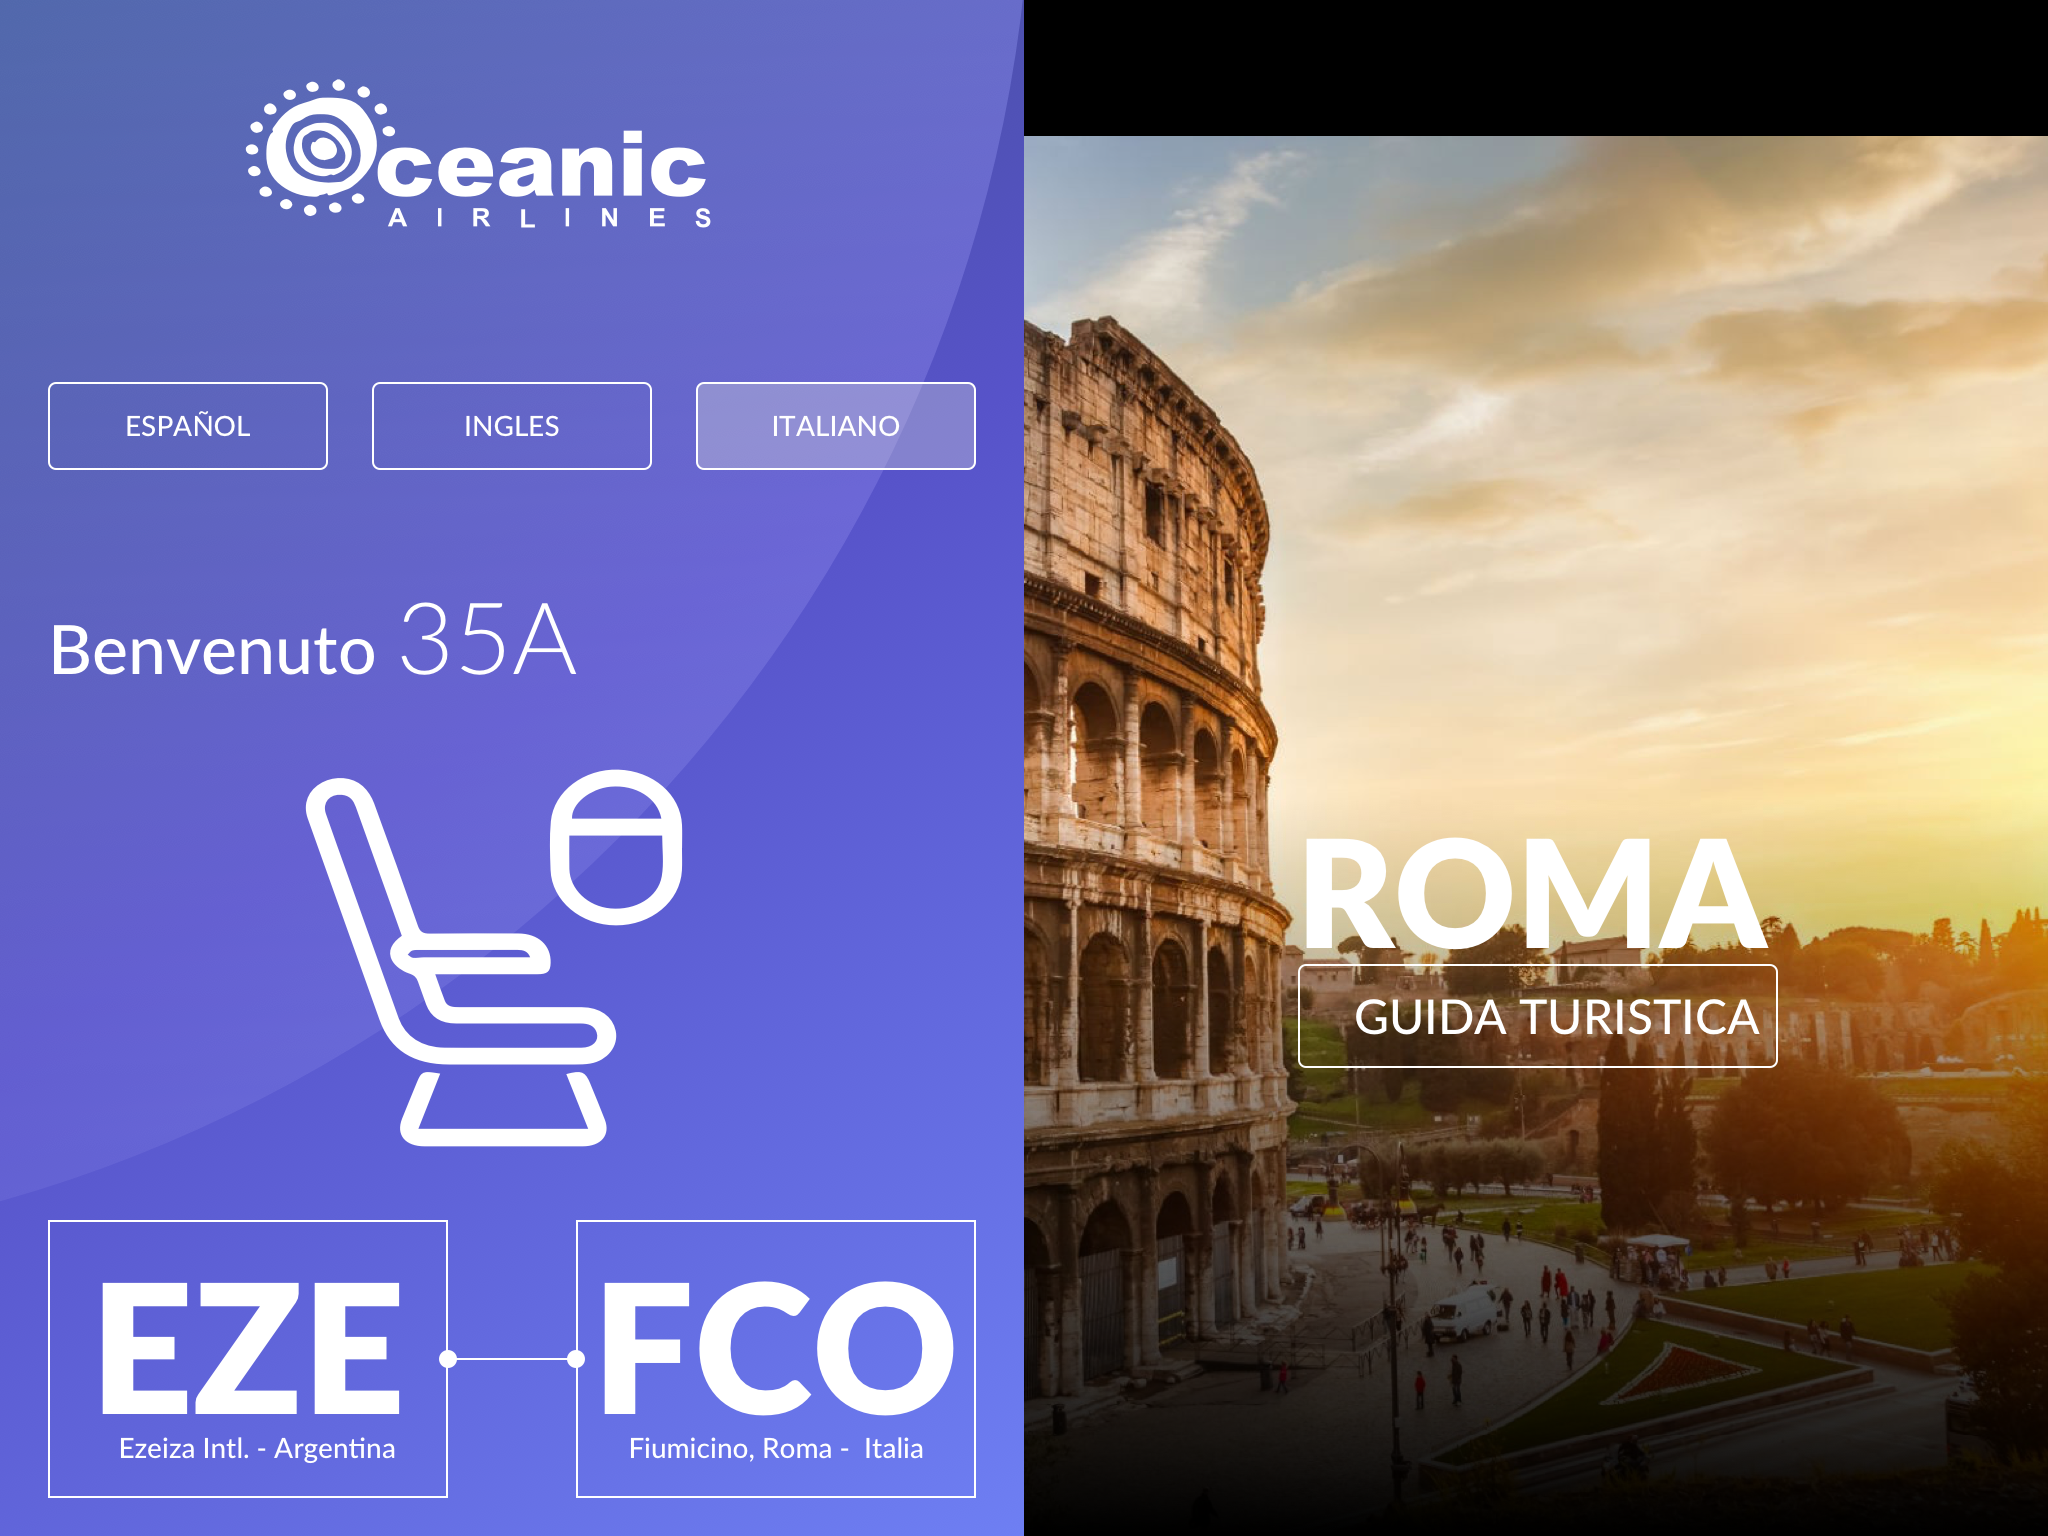 Oceanic
AIRLINES
ESPAÑOL
INGLES
ITALIANO
Benvenuto 35A
EZE
Ezeiza Intl. - Argentina
FCO
Fiumicino, Roma - Italia
ROMA
GUIDA TURISTICA